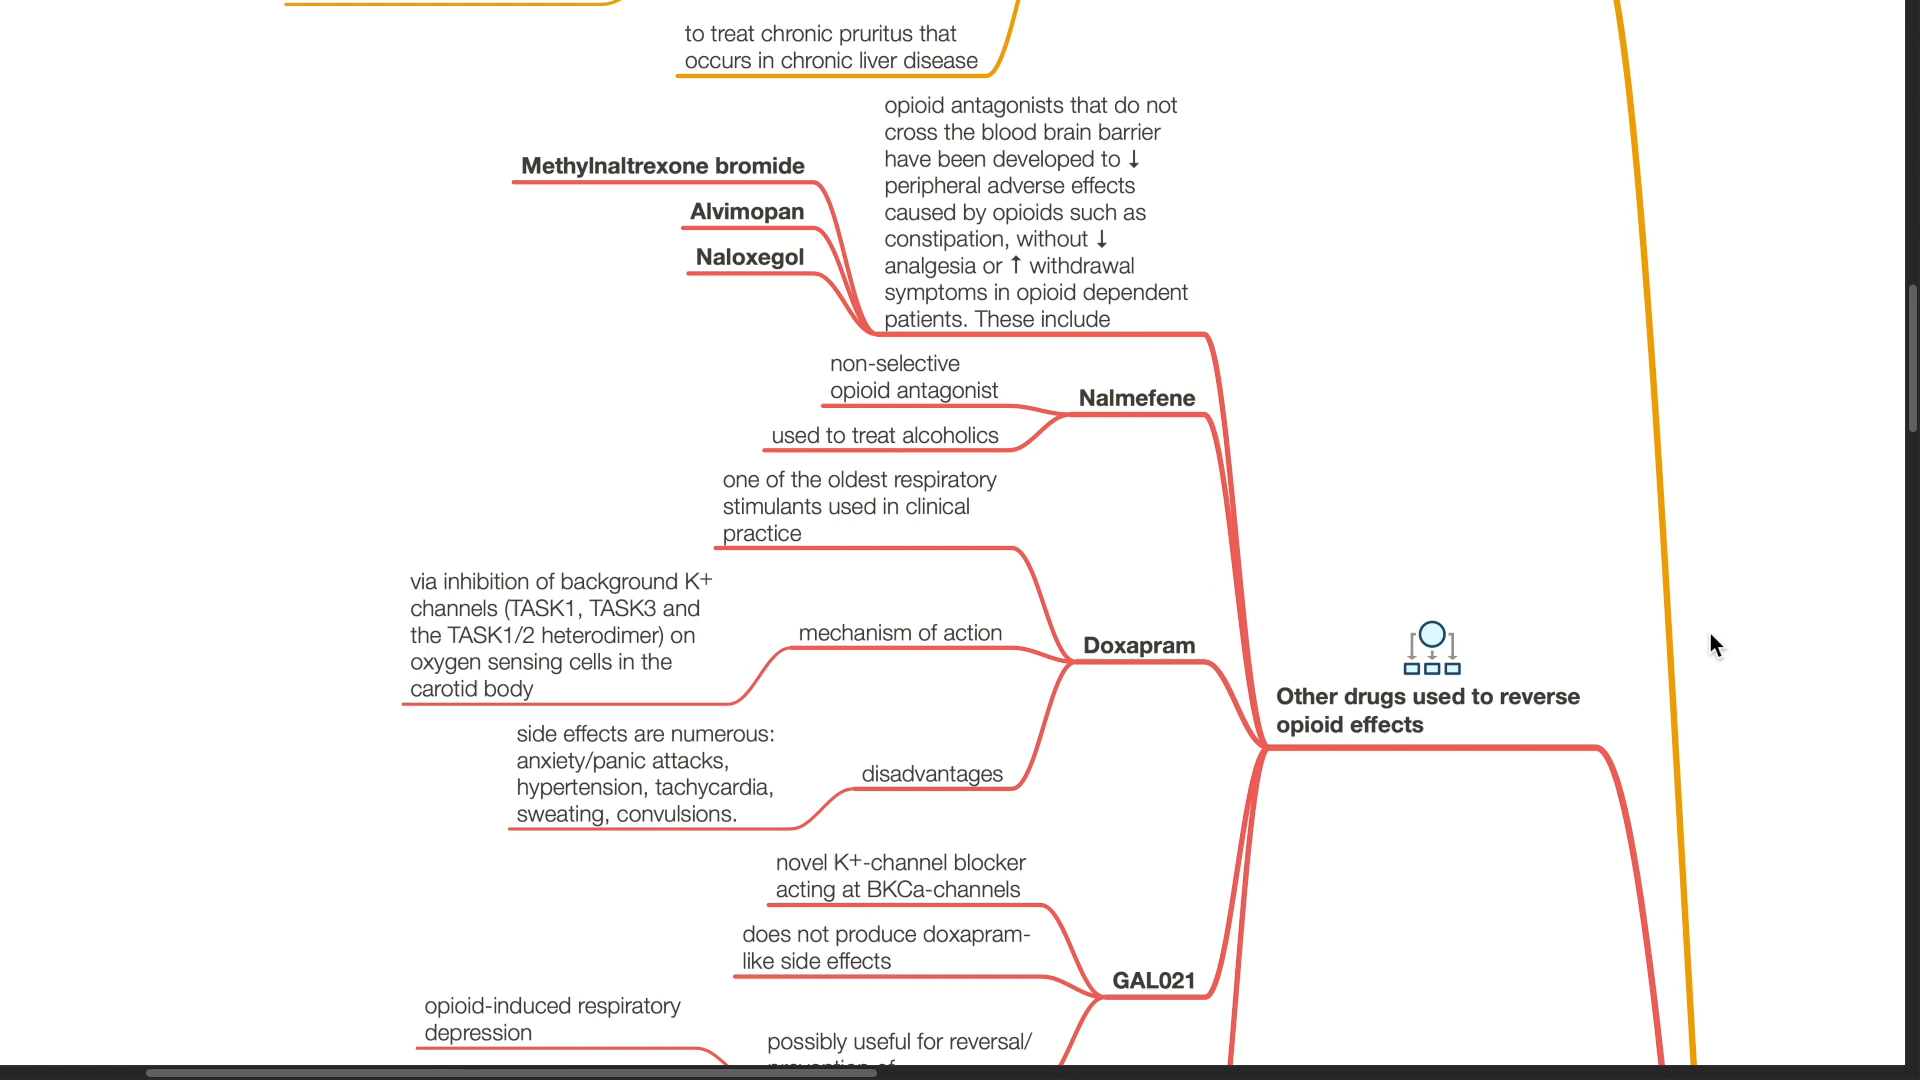 to treat chronic pruritus that
occurs in chronic liver disease
opioid antagonists that do not
cross the blood brain barrier
have been developed to ↓
peripheral adverse effects
caused by opioids such as
constipation, without ↓
analgesia or ↑ withdrawal
symptoms in opioid dependent
patients. These include
Methylnaltrexone bromide
Alvimopan
Naloxegol
non-selective
opioid antagonist
Nalmefene
used to treat alcoholics
one of the oldest respiratory
stimulants used in clinical
practice
via inhibition of background K+
channels (TASK1, TASK3 and
the TASK1/2 heterodimer) on
oxygen sensing cells in the
carotid body
mechanism of action
Doxapram
Other drugs used to reverse
opioid effects
side effects are numerous:
anxiety/panic attacks,
hypertension, tachycardia,
sweating, convulsions.
disadvantages
novel K+-channel blocker
acting at BKCa-channels
does not produce doxapram-
like side effects
GAL021
opioid-induced respiratory
depression
possibly useful for reversal/
prevention of